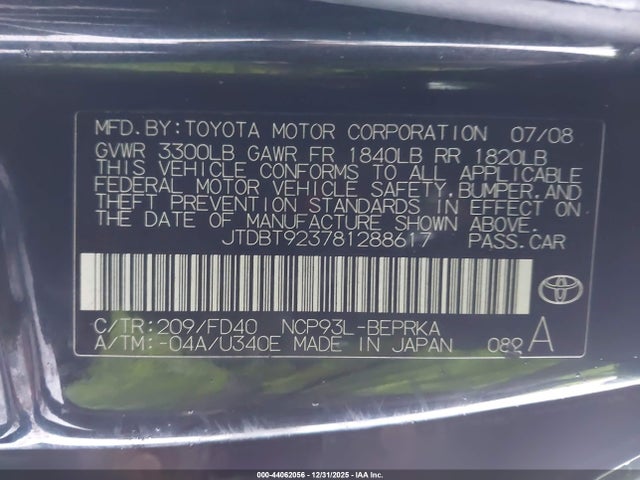 MFD.BY:TOYOTA MOTOR CORPORATION 07/08
GVWR 3300LB GAWR FR 1840LB RR 1820LB
THIS VEHICLE CONFORMS TO ALL APPLICABLE
FEDERAL MOTOR VEHICLE SAFETY,BUMPER,AND
THEFT PREVENTION STANDARDS IN EFFECT ON
THE DATE OF MANUFACTURE SHOWN ABOVE.
JTDBT923781288617 PASS.CAR
C/TR:209/FD40 NCP93L-BEPRKA
A/TM:-04A/U340E MADE IN JAPAN 089 A
000-44062056 - 12/31/2025 - IAA Inc.